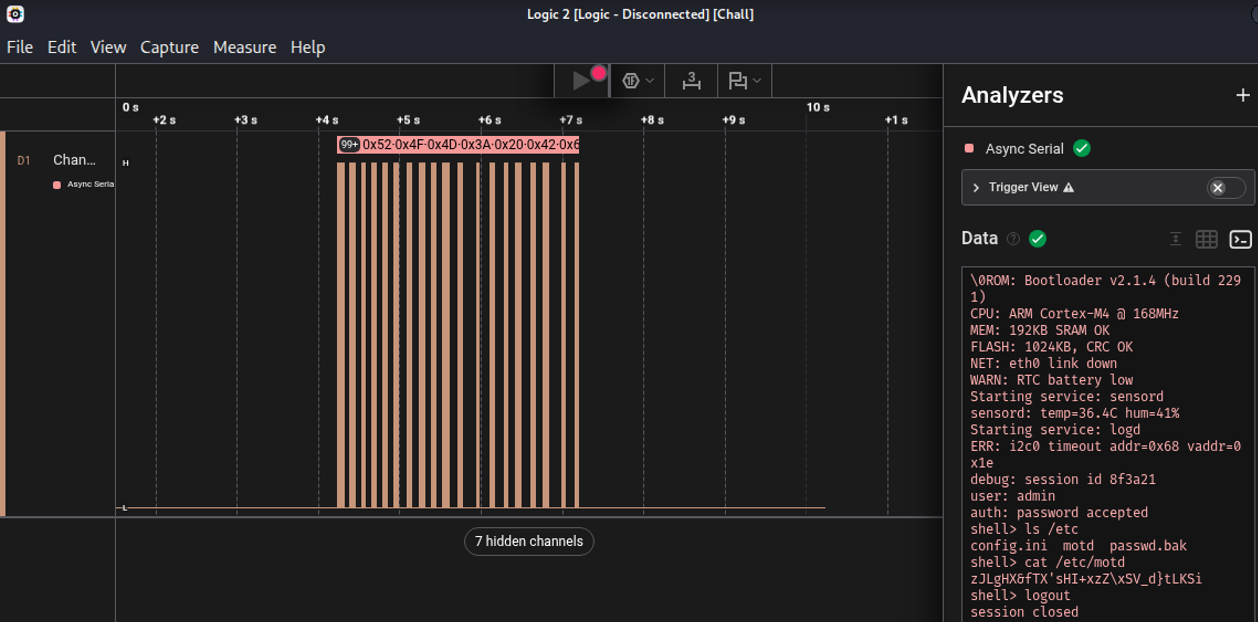 Logic 2 [Logic - Disconnected] [Chall]
File Edit View Capture Measure Help
0 s 10 s
+2 s +3 s +4 s +5 s +6 s +7 s +8 s +9 s +1 s
D1 Chan...
Async Seria
H
L
99+ 0x52·0x4F·0x4D·0x3A·0x20·0x42·0x6
7 hidden channels
Analyzers
Async Serial
Trigger View
Data
\0ROM: Bootloader v2.1.4 (build 229
1)
CPU: ARM Cortex-M4 @ 168MHz
MEM: 192KB SRAM OK
FLASH: 1024KB, CRC OK
NET: eth0 link down
WARN: RTC battery low
Starting service: sensord
sensord: temp=36.4C hum=41%
Starting service: logd
ERR: i2c0 timeout addr=0x68 vaddr=0
x1e
debug: session id 8f3a21
user: admin
auth: password accepted
shell> ls /etc
config.ini  motd  passwd.bak
shell> cat /etc/motd
zJLgHX&fTX'sHI+xzZ\xSV_d}tLKSi
shell> logout
session closed